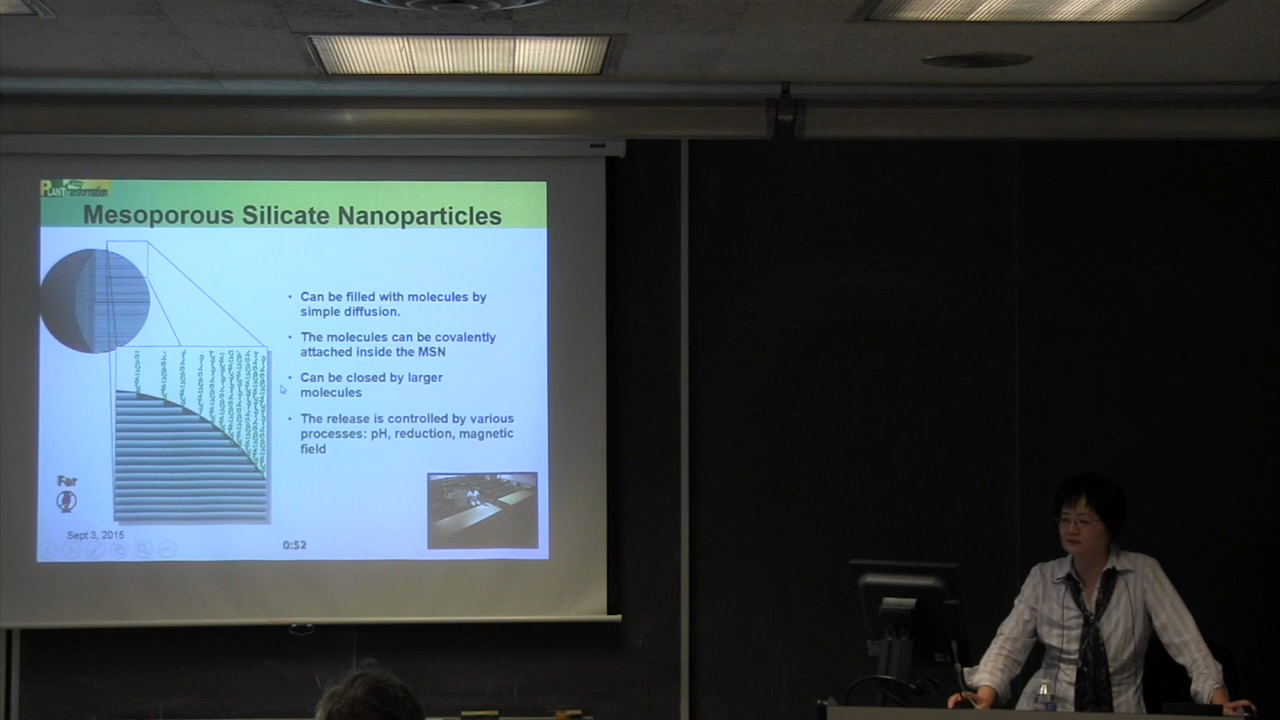 PLANT Transformation
Mesoporous Silicate Nanoparticles
• Can be filled with molecules by
simple diffusion.
• The molecules can be covalently
attached inside the MSN
• Can be closed by larger
molecules
• The release is controlled by various
processes: pH, reduction, magnetic
field
Far
Sept 3, 2015
0:52